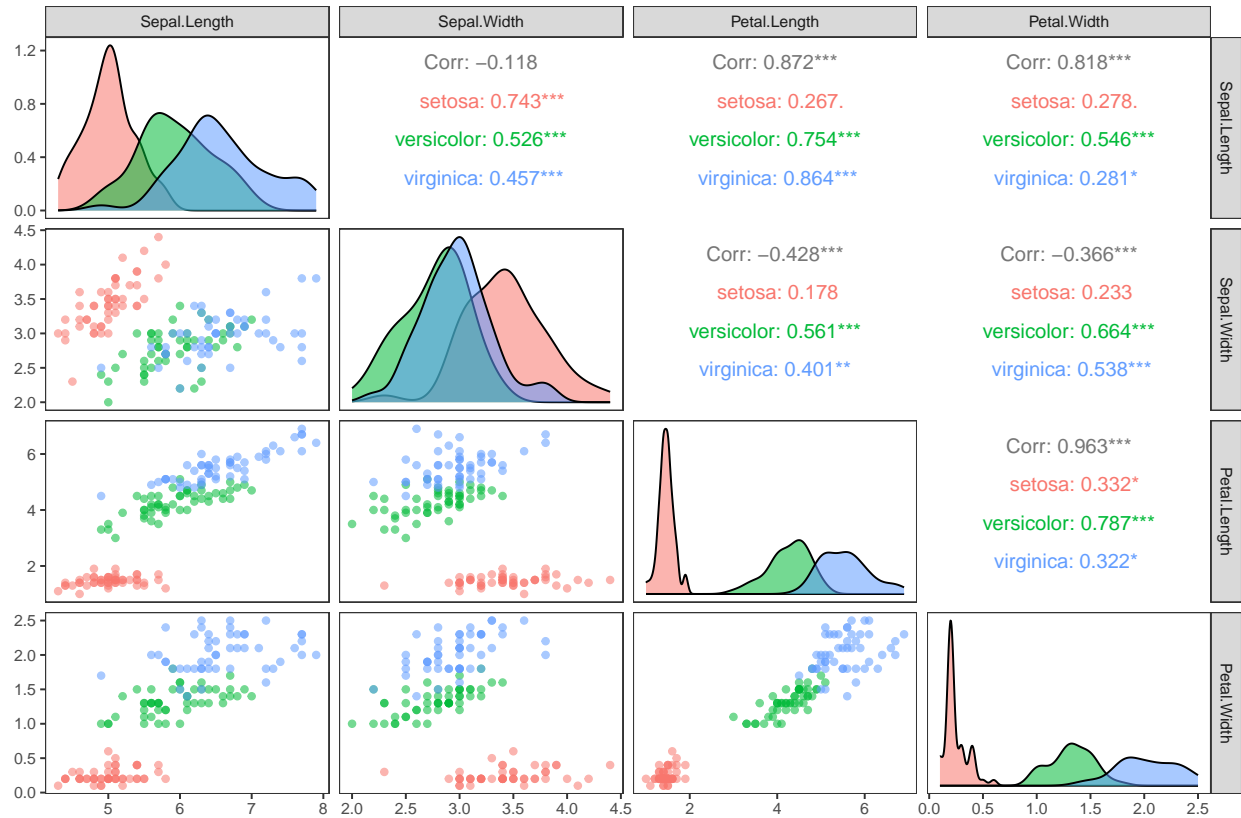 Sepal.Length
Sepal.Width
Petal.Length
Petal.Width
1.2
0.8
0.4
0.0
Corr: −0.118
setosa: 0.743***
versicolor: 0.526***
virginica: 0.457***
Corr: 0.872***
setosa: 0.267.
versicolor: 0.754***
virginica: 0.864***
Corr: 0.818***
setosa: 0.278.
versicolor: 0.546***
virginica: 0.281*
Sepal.Length
4.5
4.0
3.5
3.0
2.5
2.0
Corr: −0.428***
setosa: 0.178
versicolor: 0.561***
virginica: 0.401**
Corr: −0.366***
setosa: 0.233
versicolor: 0.664***
virginica: 0.538***
Sepal.Width
6
4
2
Corr: 0.963***
setosa: 0.332*
versicolor: 0.787***
virginica: 0.322*
Petal.Length
2.5
2.0
1.5
1.0
0.5
0.0
Petal.Width
5 6 7 8
2.0 2.5 3.0 3.5 4.0 4.5
2 4 6
0.0 0.5 1.0 1.5 2.0 2.5